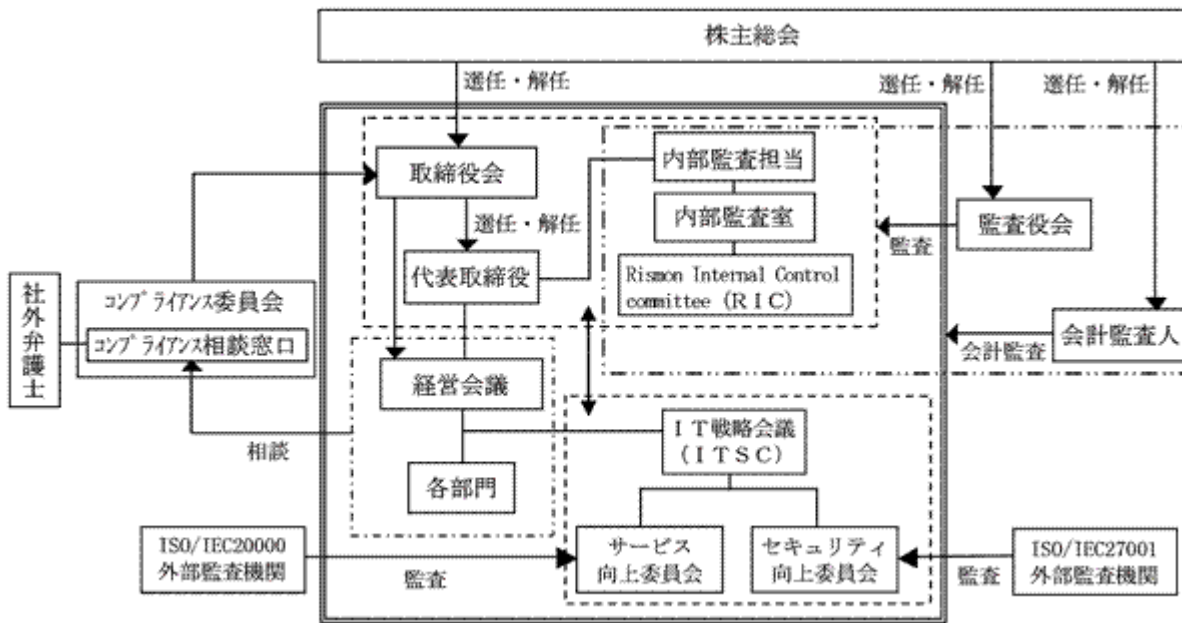 株主総会
選任・解任
選任・解任
選任・解任
取締役会
内部監査担当
選任・解任
内部監査室
監査
監査役会
代表取締役
Rismon Internal Control
committee (ＲＩＣ)
社外弁護士
ｺﾝﾌﾟﾗｲｱﾝｽ委員会
ｺﾝﾌﾟﾗｲｱﾝｽ相談窓口
会計監査
会計監査人
経営会議
相談
ＩＴ戦略会議
(ＩＴＳＣ)
各部門
ISO/IEC20000
外部監査機関
監査
サービス
向上委員会
セキュリティ
向上委員会
監査
ISO/IEC27001
外部監査機関